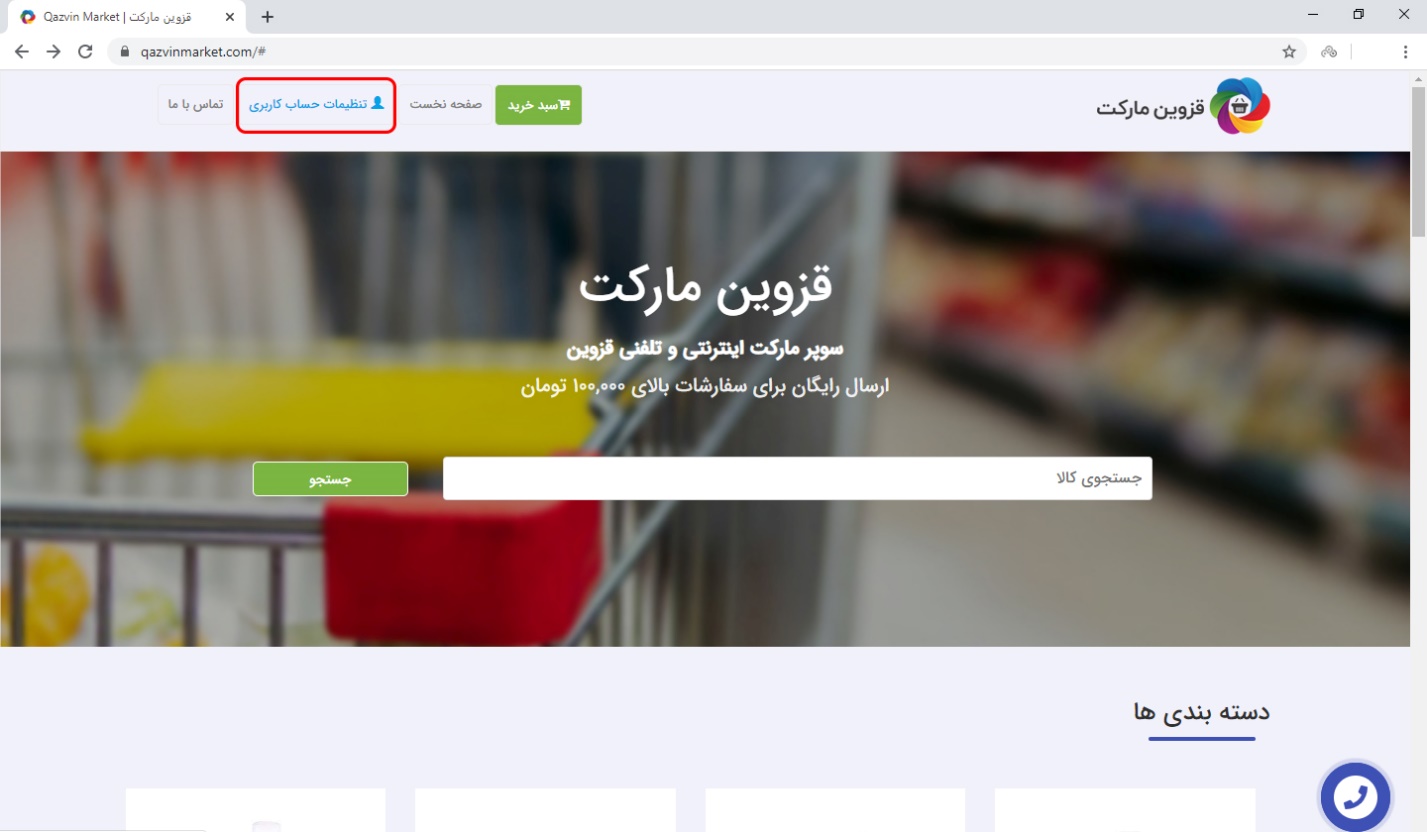 قزوین مارکت | Qazvin Market
qazvinmarket.com/#
قزوین مارکت
سبد خرید
صفحه نخست
تنظیمات حساب کاربری
تماس با ما
قزوین مارکت
سوپر مارکت اینترنتی و تلفنی قزوین
ارسال رایگان برای سفارشات بالای ۱۰۰,۰۰۰ تومان
جستجوی کالا
جستجو
دسته بندی ها